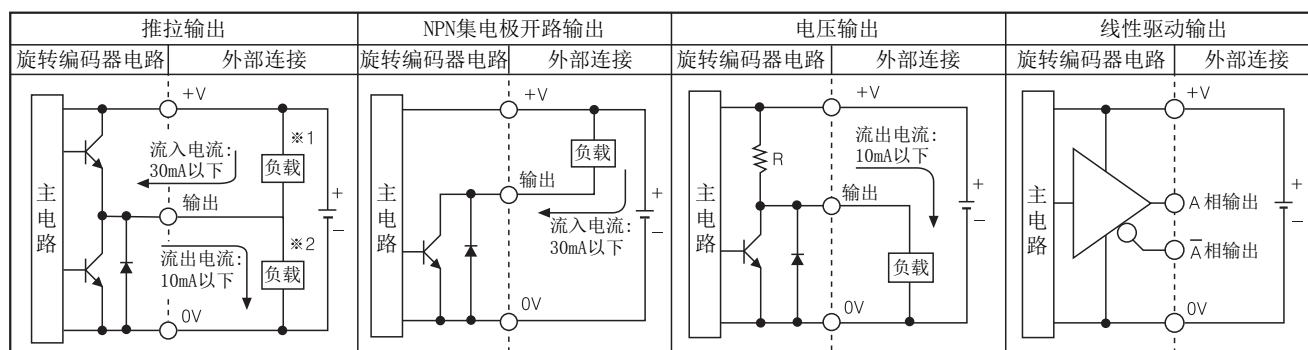 推拉输出
NPN集电极开路输出
电压输出
线性驱动输出
旋转编码器电路
外部连接
旋转编码器电路
外部连接
旋转编码器电路
外部连接
旋转编码器电路
外部连接
主电路
+V
※1
负载
流入电流:
30mA以下
输出
※2
负载
流出电流:
10mA以下
0V
+
−
主电路
+V
负载
输出
流入电流:
30mA以下
0V
+
−
主电路
+V
R
流出电流:
10mA以下
输出
负载
0V
+
−
主电路
+V
A 相输出
A̅ 相输出
0V
+
−